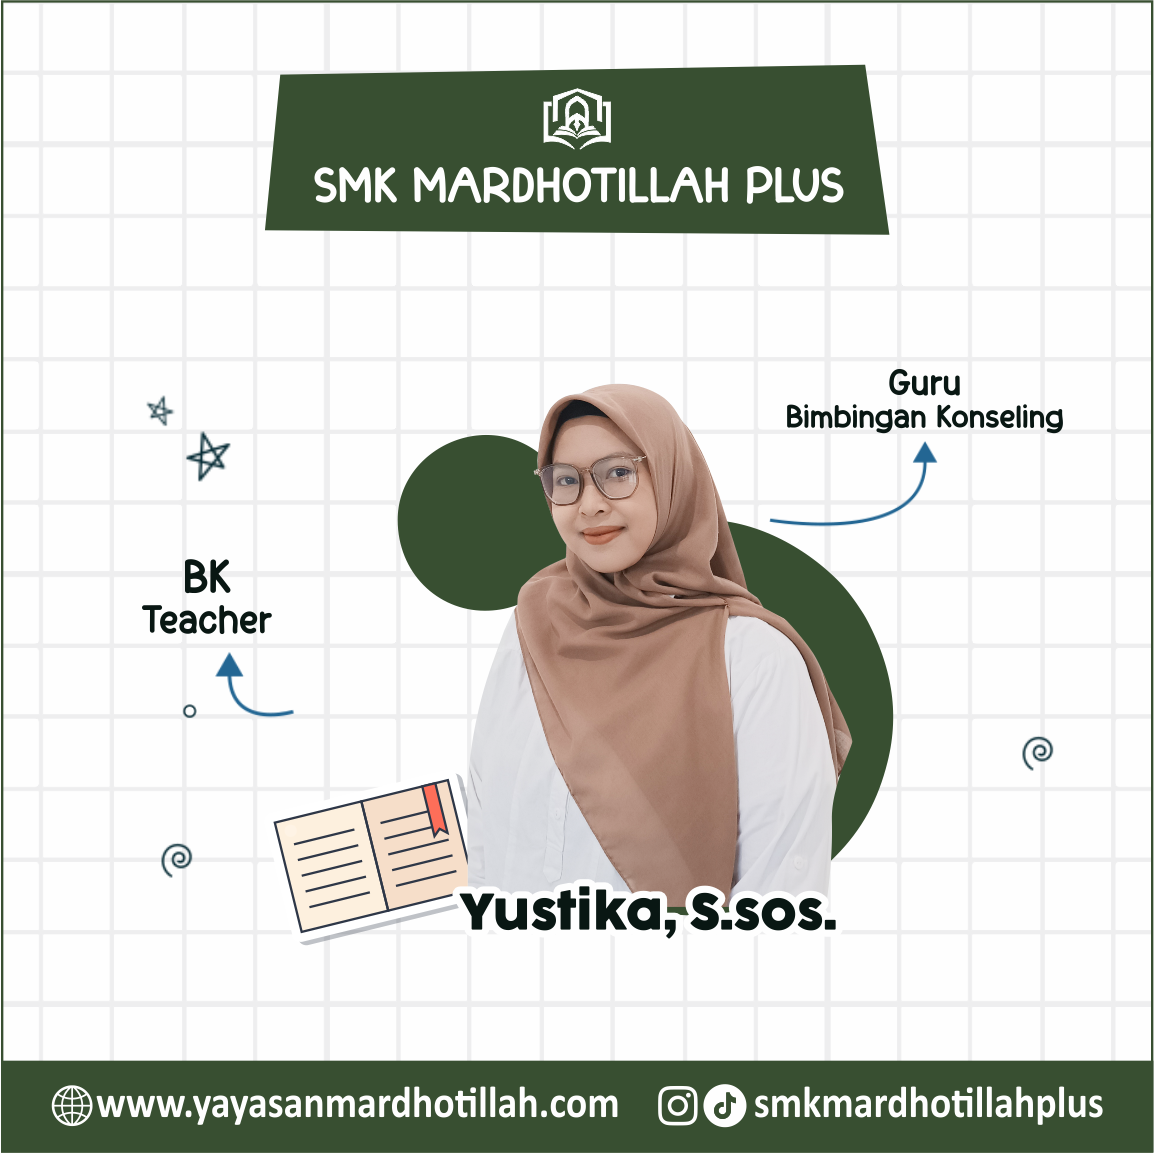 SMK MARDHOTILLAH PLUS
Guru
Bimbingan Konseling
BK
Teacher
Yustika, S.sos.
www.yayasanmardhotillah.com
smkmardhotillahplus